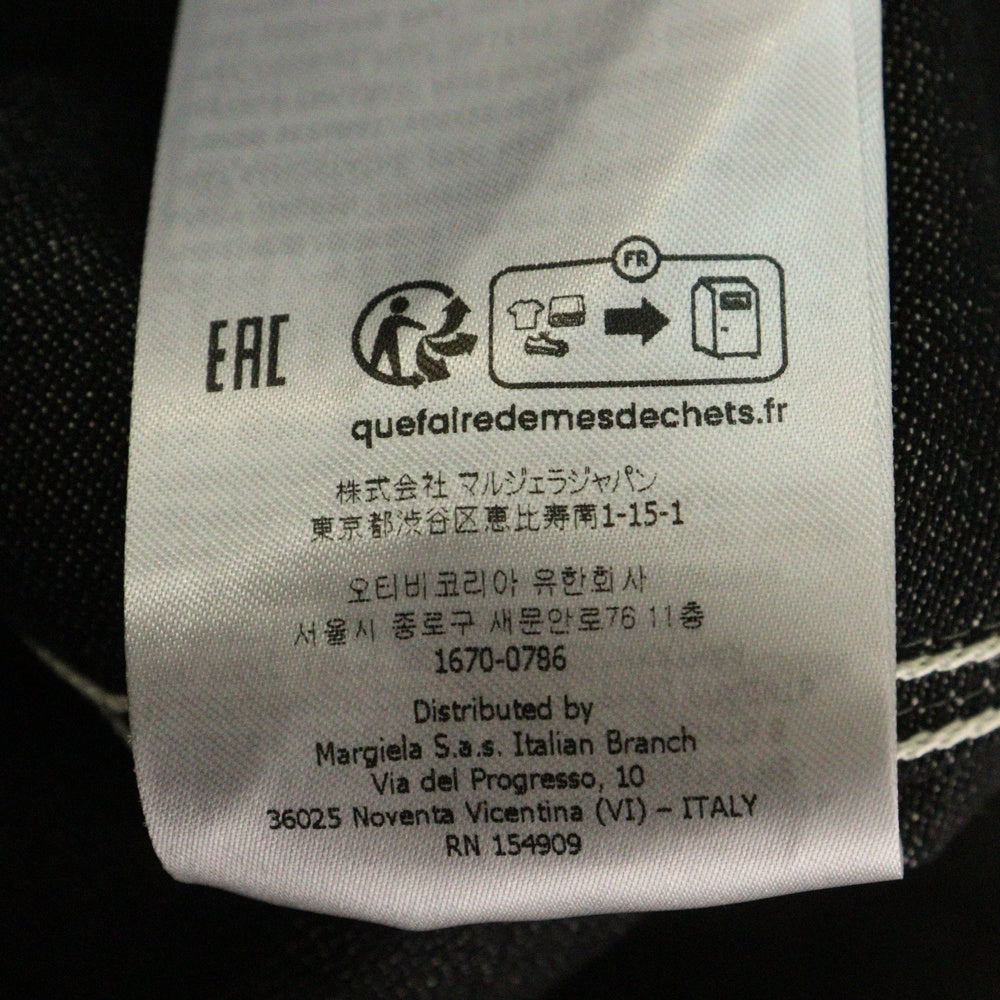 EAC
FR
quefairedemesdechets.fr
株式会社 マルジェラジャパン
東京都渋谷区恵比寿南1-15-1
오티비코리아 유한회사
서울시 종로구 새문안로76 11층
1670-0786
Distributed by
Margiela S.a.s. Italian Branch
Via del Progresso, 10
36025 Noventa Vicentina (VI) – ITALY
RN 154909